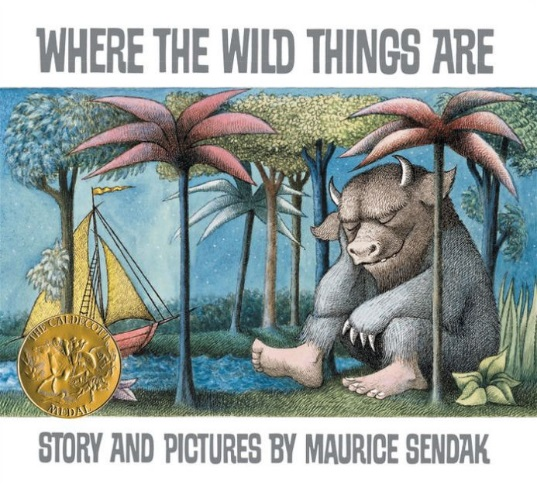 WHERE THE WILD THINGS ARE
THE CALDECOTT
MEDAL
STORY AND PICTURES BY MAURICE SENDAK